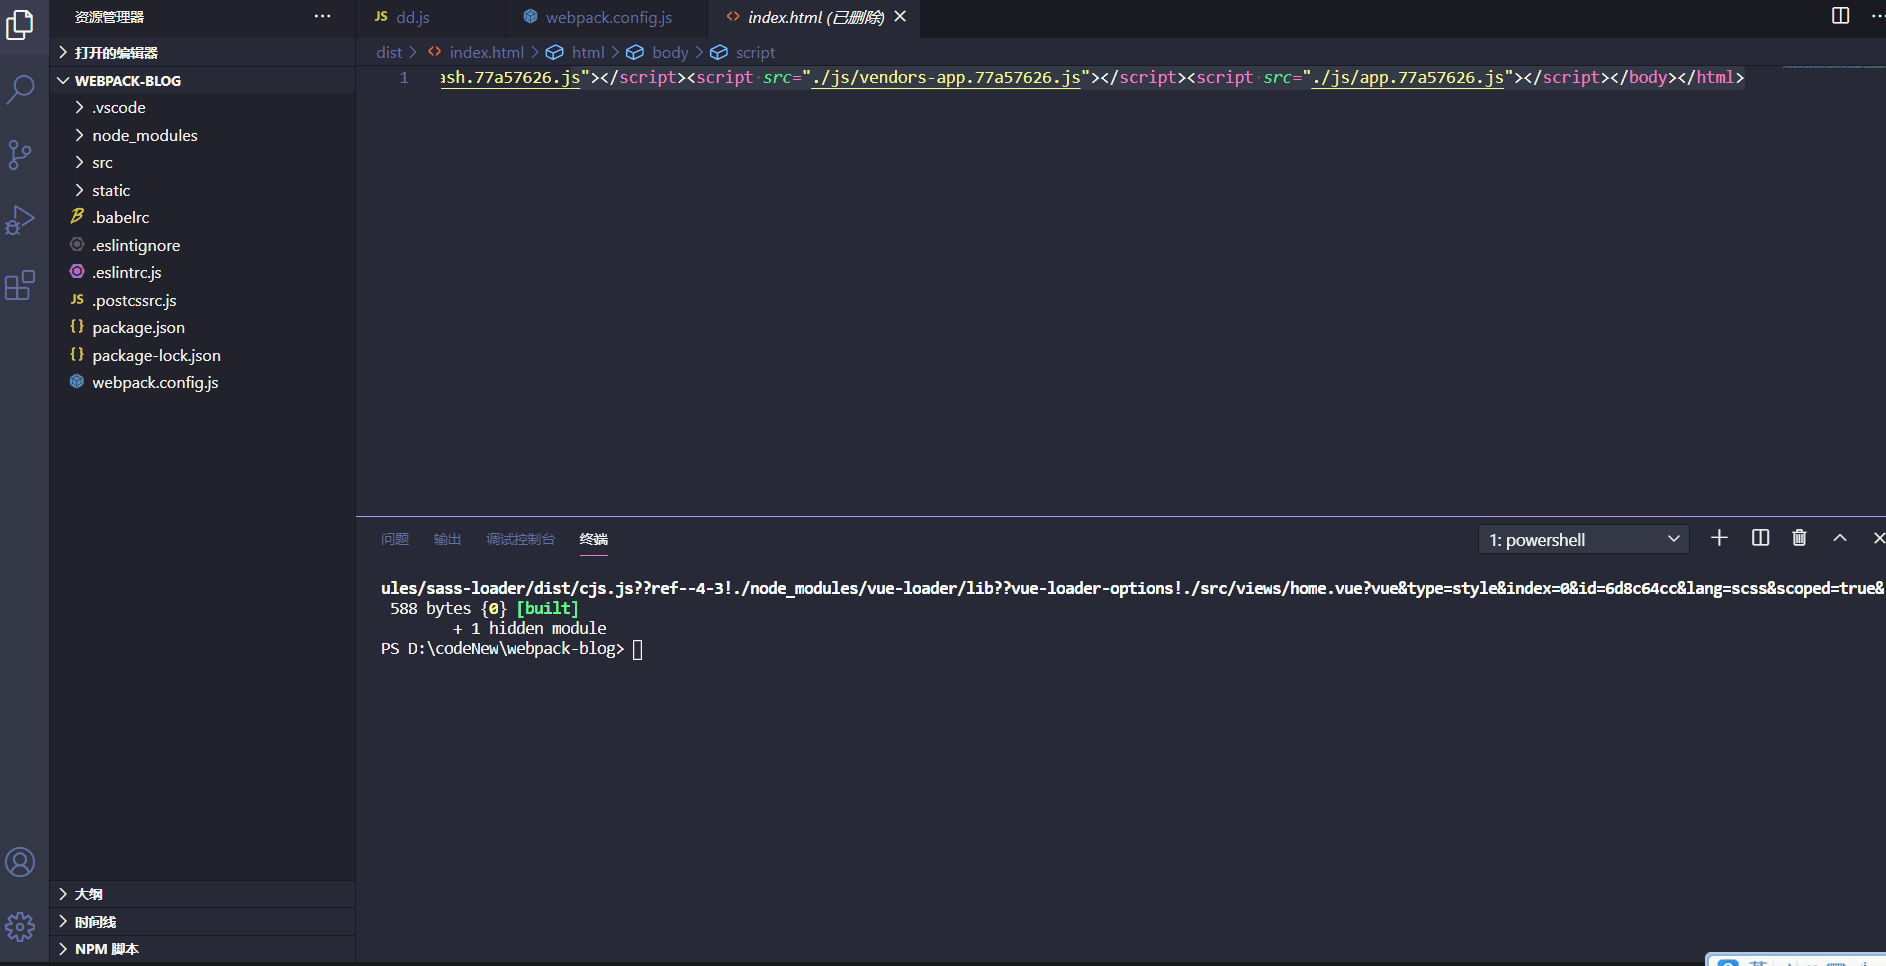 资源管理器
打开的编辑器
WEBPACK-BLOG
.vscode
node_modules
src
static
.babelrc
.eslintignore
.eslintrc.js
JS .postcssrc.js
{} package.json
{} package-lock.json
webpack.config.js
大纲
时间线
NPM 脚本
JS dd.js
webpack.config.js
<> index.html (已删除)
dist > <> index.html > html > body > script
1 ash.77a57626.js"></script><script src="./js/vendors-app.77a57626.js"></script><script src="./js/app.77a57626.js"></script></body></html>
问题 输出 调试控制台 终端
1: powershell
ules/sass-loader/dist/cjs.js??ref--4-3!./node_modules/vue-loader/lib??vue-loader-options!./src/views/home.vue?vue&type=style&index=0&id=6d8c64cc&lang=scss&scoped=true&
588 bytes {0} [built]
+ 1 hidden module
PS D:\codeNew\webpack-blog>